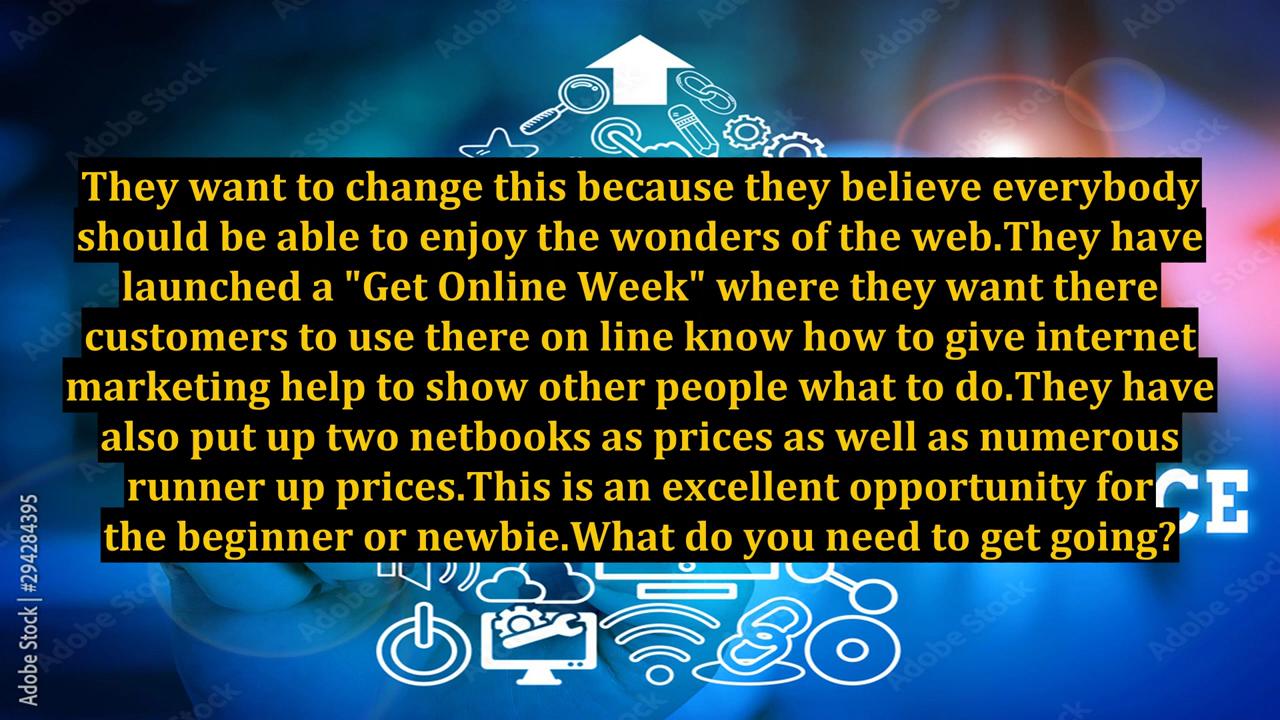 They want to change this because they believe everybody
should be able to enjoy the wonders of the web.They have
launched a "Get Online Week" where they want there
customers to use there on line know how to give internet
marketing help to show other people what to do.They have
also put up two netbooks as prices as well as numerous
runner up prices.This is an excellent opportunity for
CE
the beginner or newbie.What do you need to get going?
Adobe Stock | #294284395
Adobe Stock